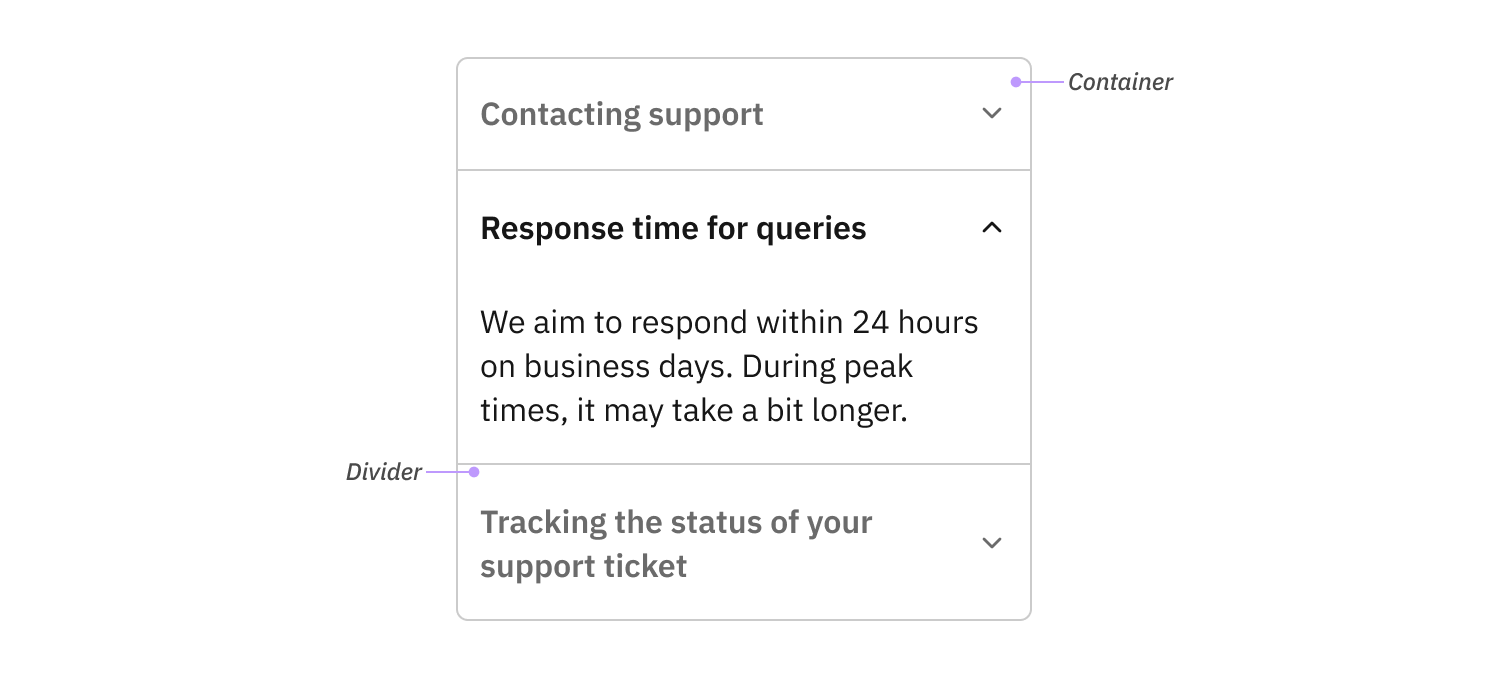 Container
Contacting support
Response time for queries
We aim to respond within 24 hours
on business days. During peak
times, it may take a bit longer.
Divider
Tracking the status of your
support ticket